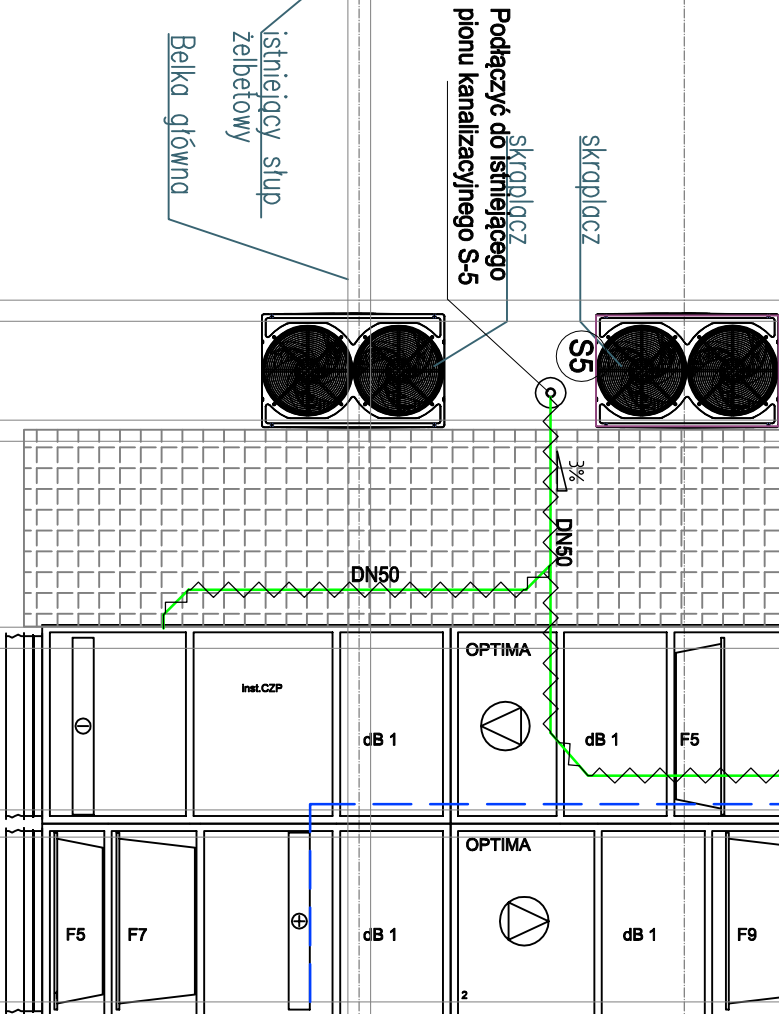 Podłączyć do istniejącego
pionu kanalizacyjnego S-5
skraplacz
skraplacz
istniejący słup
żelbetowy
Belka główna
S5
3%
DN50
DN50
OPTIMA
Inst.CZP
dB 1
dB 1
F5
OPTIMA
F5
F7
dB 1
dB 1
F9
2